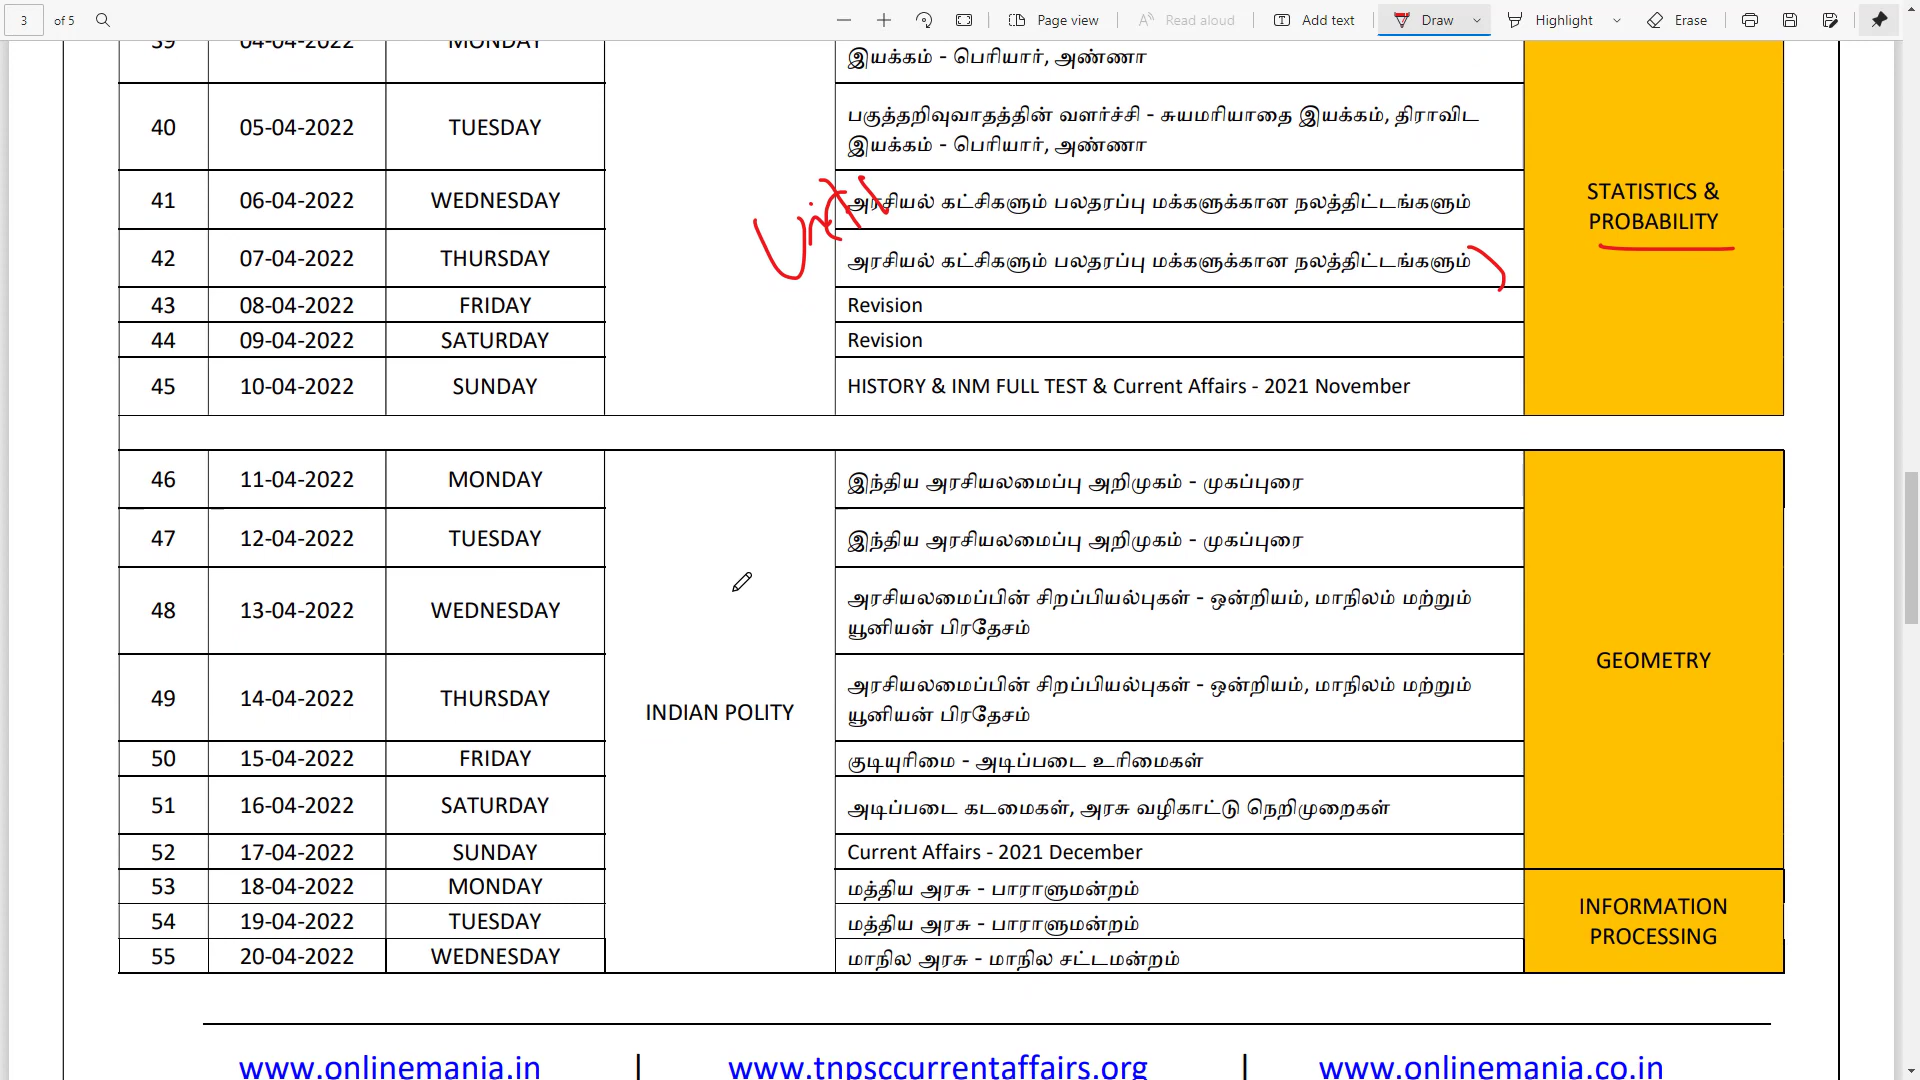 3 of 5 Page view Read aloud Add text Draw Highlight Erase
39 04-04-2022 MONDAY இயக்கம் - பெரியார், அண்ணா
40 05-04-2022 TUESDAY பகுத்தறிவுவாதத்தின் வளர்ச்சி - சுயமரியாதை இயக்கம், திராவிட
இயக்கம் - பெரியார், அண்ணா
41 06-04-2022 WEDNESDAY அரசியல் கட்சிகளும் பலதரப்பு மக்களுக்கான நலத்திட்டங்களும்
STATISTICS &
PROBABILITY
Unit
42 07-04-2022 THURSDAY அரசியல் கட்சிகளும் பலதரப்பு மக்களுக்கான நலத்திட்டங்களும்
43 08-04-2022 FRIDAY Revision
44 09-04-2022 SATURDAY Revision
45 10-04-2022 SUNDAY HISTORY & INM FULL TEST & Current Affairs - 2021 November
46 11-04-2022 MONDAY இந்திய அரசியலமைப்பு அறிமுகம் - முகப்புரை
47 12-04-2022 TUESDAY இந்திய அரசியலமைப்பு அறிமுகம் - முகப்புரை
48 13-04-2022 WEDNESDAY அரசியலமைப்பின் சிறப்பியல்புகள் - ஒன்றியம், மாநிலம் மற்றும்
யூனியன் பிரதேசம்
GEOMETRY
49 14-04-2022 THURSDAY அரசியலமைப்பின் சிறப்பியல்புகள் - ஒன்றியம், மாநிலம் மற்றும்
யூனியன் பிரதேசம்
INDIAN POLITY
50 15-04-2022 FRIDAY குடியுரிமை - அடிப்படை உரிமைகள்
51 16-04-2022 SATURDAY அடிப்படை கடமைகள், அரசு வழிகாட்டு நெறிமுறைகள்
52 17-04-2022 SUNDAY Current Affairs - 2021 December
53 18-04-2022 MONDAY மத்திய அரசு - பாராளுமன்றம்
54 19-04-2022 TUESDAY மத்திய அரசு - பாராளுமன்றம்
INFORMATION
PROCESSING
55 20-04-2022 WEDNESDAY மாநில அரசு - மாநில சட்டமன்றம்
www.onlinemania.in | www.tnpsccurrentaffairs.org | www.onlinemania.co.in